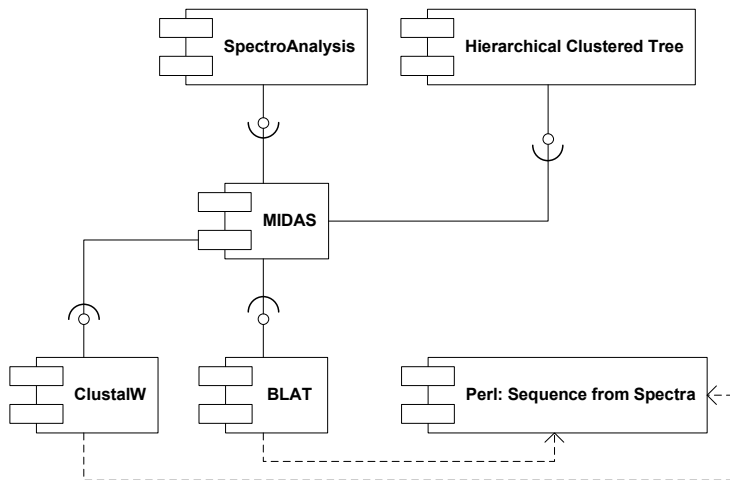 SpectroAnalysis
Hierarchical Clustered Tree
MIDAS
ClustalW
BLAT
Perl: Sequence from Spectra